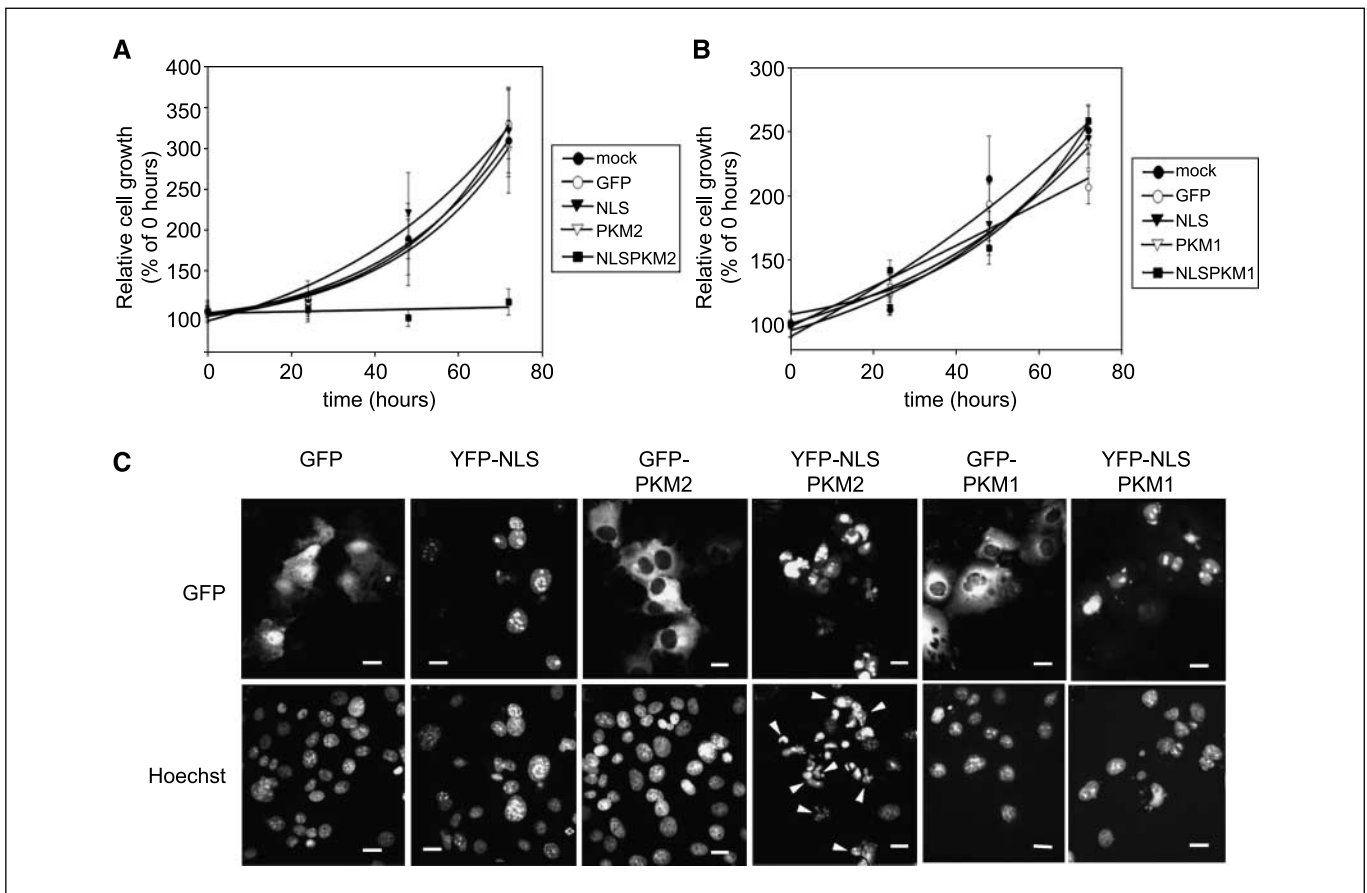 A
400
350
300
250
200
150
100
Relative cell growth
(% of 0 hours)
0
20
40
60
80
time (hours)
mock
GFP
NLS
PKM2
NLSPKM2
B
300
250
200
150
100
Relative cell growth
(% of 0 hours)
0
20
40
60
80
time (hours)
mock
GFP
NLS
PKM1
NLSPKM1
C
GFP
YFP-NLS
GFP-
PKM2
YFP-NLS
PKM2
GFP-
PKM1
YFP-NLS
PKM1
GFP
Hoechst